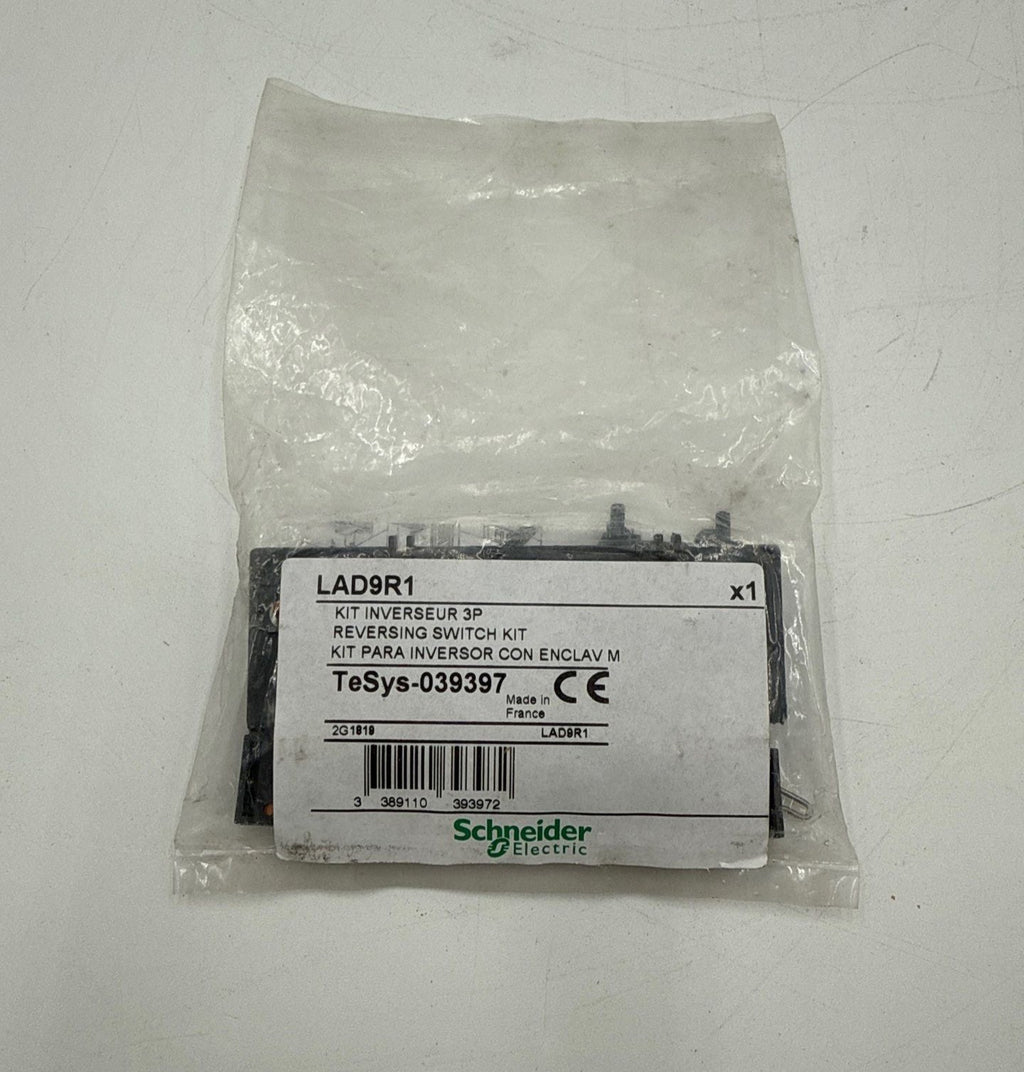 LAD9R1 x1
KIT INVERSEUR 3P
REVERSING SWITCH KIT
KIT PARA INVERSOR CON ENCLAV M
TeSys-039397 Made in France CE
2G1819 LAD9R1
3 389110 393972
Schneider
Electric